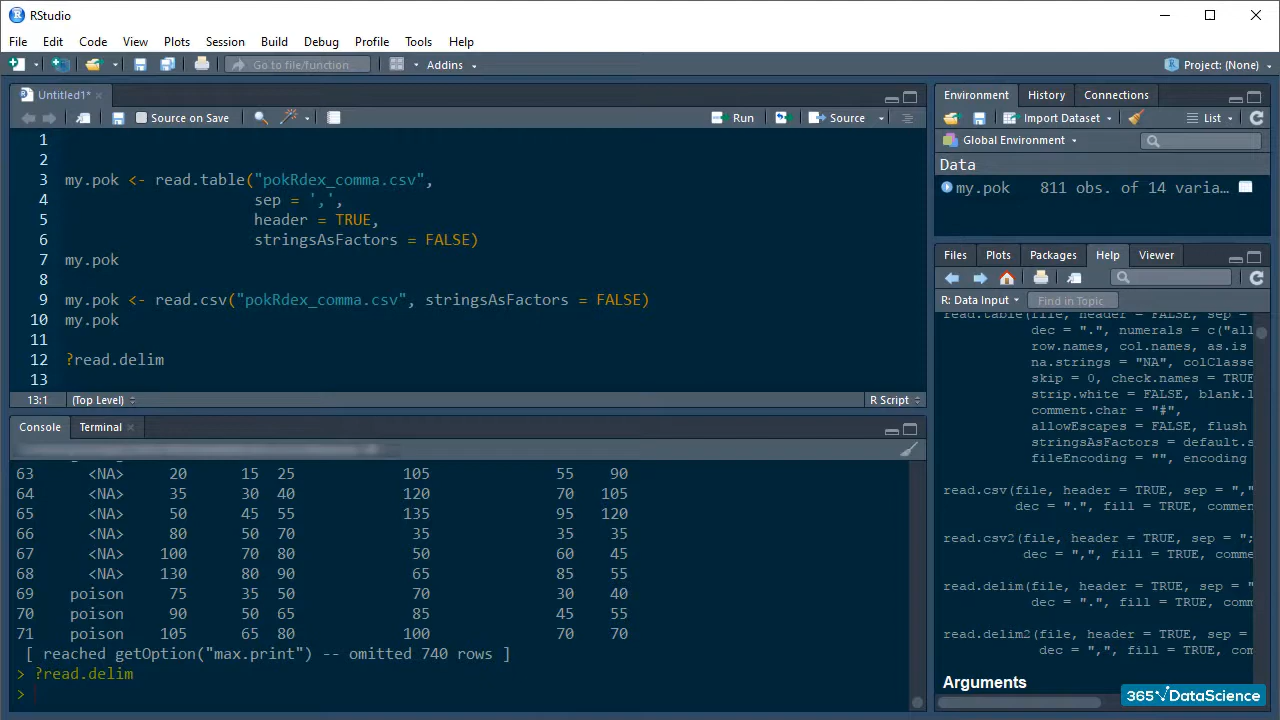 RStudio
File Edit Code View Plots Session Build Debug Profile Tools Help
Go to file/function
Addins
Project: (None)
Untitled1*
Source on Save
Run
Source
1
2
3 my.pok <- read.table("pokRdex_comma.csv",
4 sep = ',',
5 header = TRUE,
6 stringsAsFactors = FALSE)
7 my.pok
8
9 my.pok <- read.csv("pokRdex_comma.csv", stringsAsFactors = FALSE)
10 my.pok
11
12 ?read.delim
13
13:1 (Top Level) R Script
Console Terminal
63 <NA> 20 15 25 105 55 90
64 <NA> 35 30 40 120 70 105
65 <NA> 50 45 55 135 95 120
66 <NA> 80 50 70 35 35 35
67 <NA> 100 70 80 50 60 45
68 <NA> 130 80 90 65 85 55
69 poison 75 35 50 70 30 40
70 poison 90 50 65 85 45 55
71 poison 105 65 80 100 70 70
[ reached getOption("max.print") -- omitted 740 rows ]
> ?read.delim
>
Environment History Connections
Import Dataset List
Global Environment
Data
my.pok 811 obs. of 14 varia…
Files Plots Packages Help Viewer
R: Data Input Find in Topic
read.table(file, header = FALSE, sep =
dec = ".", numerals = c("all
row.names, col.names, as.is
na.strings = "NA", colClasse
skip = 0, check.names = TRUE
strip.white = FALSE, blank.l
comment.char = "#",
allowEscapes = FALSE, flush
stringsAsFactors = default.s
fileEncoding = "", encoding
read.csv(file, header = TRUE, sep = ","
dec = ".", fill = TRUE, commen
read.csv2(file, header = TRUE, sep = ";
dec = ",", fill = TRUE, comme
read.delim(file, header = TRUE, sep = "
dec = ".", fill = TRUE, comm
read.delim2(file, header = TRUE, sep =
dec = ",", fill = TRUE, com
Arguments
365 DataScience